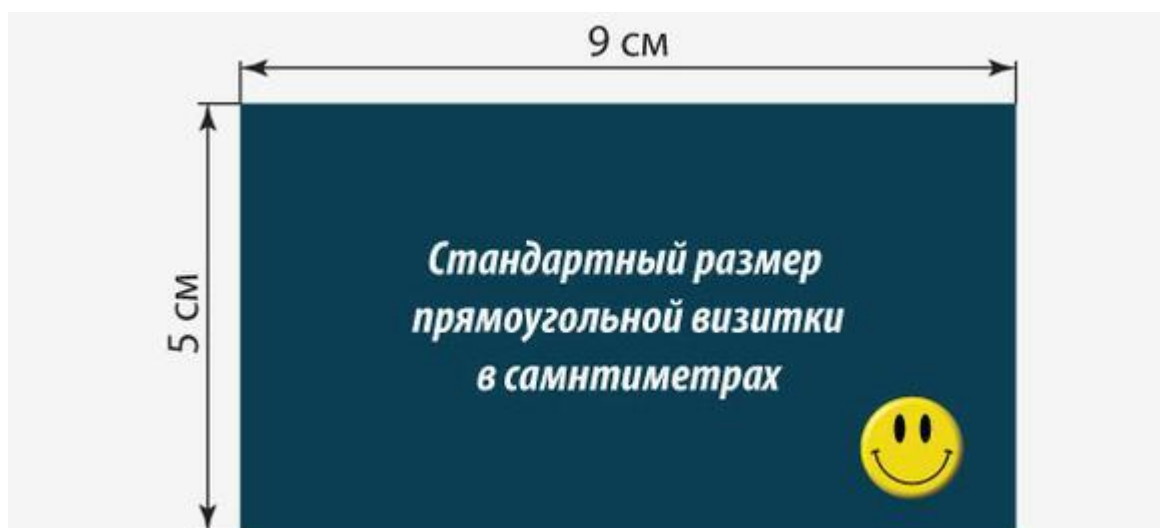 9 см
5 см
Стандартный размер
прямоугольной визитки
в самнтиметрах